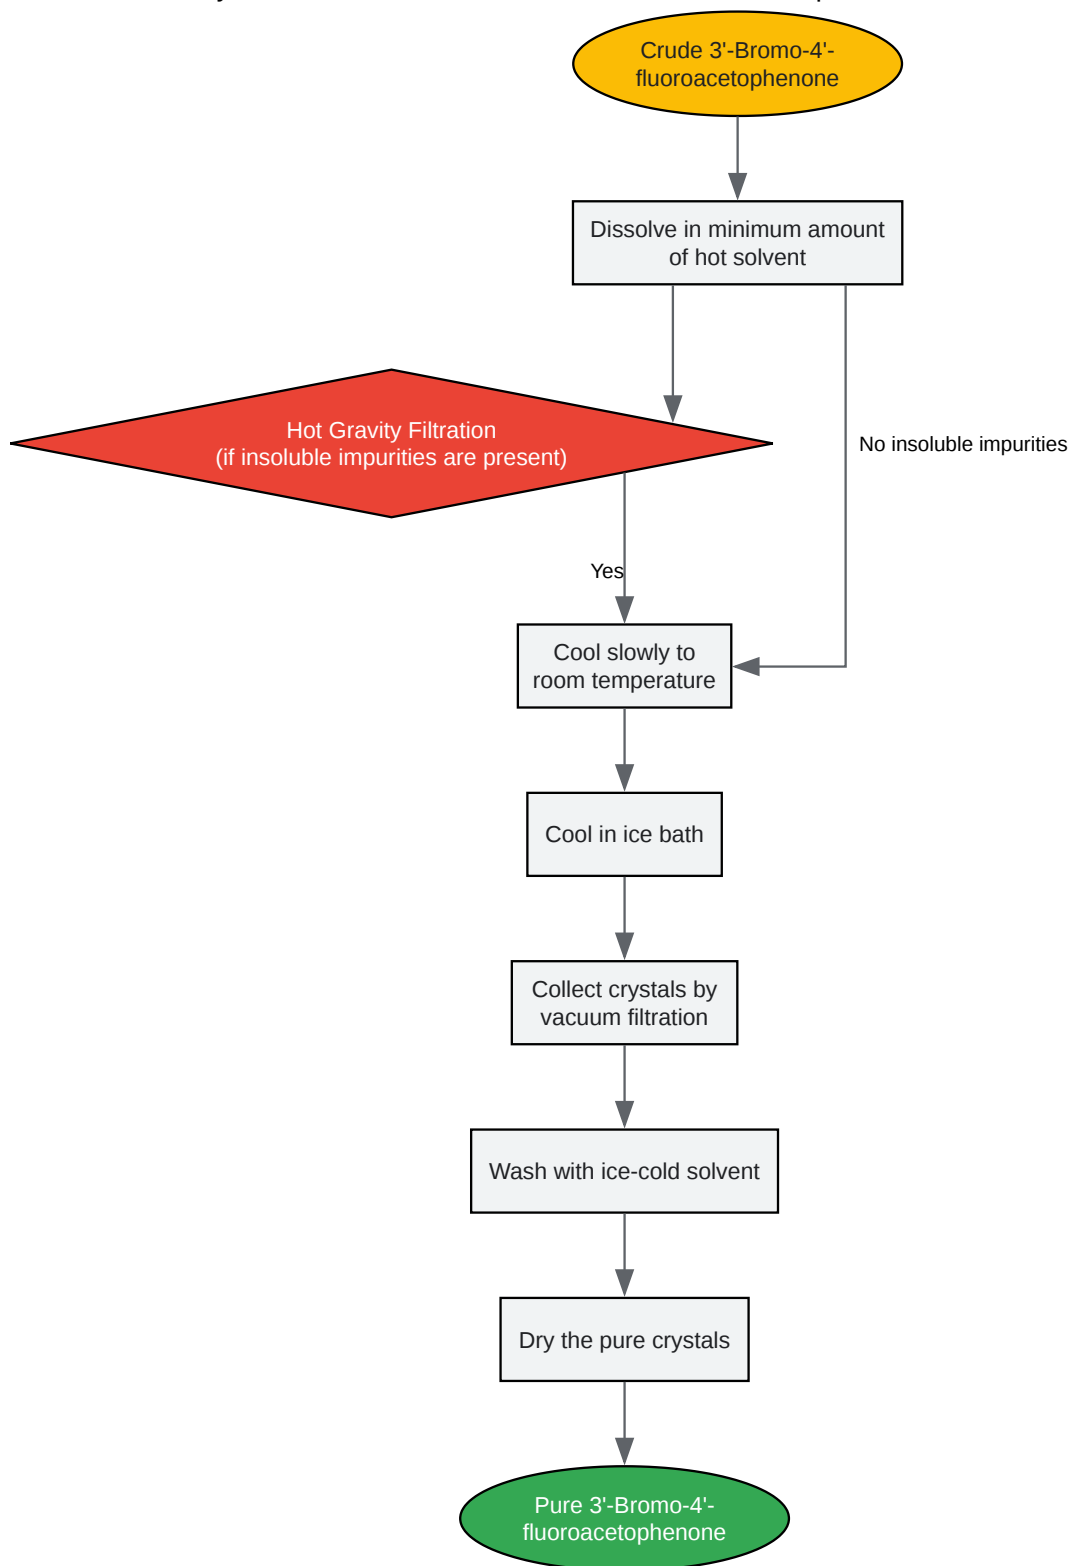 Crude 3'-Bromo-4'-
fluoroacetophenone
Dissolve in minimum amount
of hot solvent
Hot Gravity Filtration
(if insoluble impurities are present)
No insoluble impurities
Yes
Cool slowly to
room temperature
Cool in ice bath
Collect crystals by
vacuum filtration
Wash with ice-cold solvent
Dry the pure crystals
Pure 3'-Bromo-4'-
fluoroacetophenone